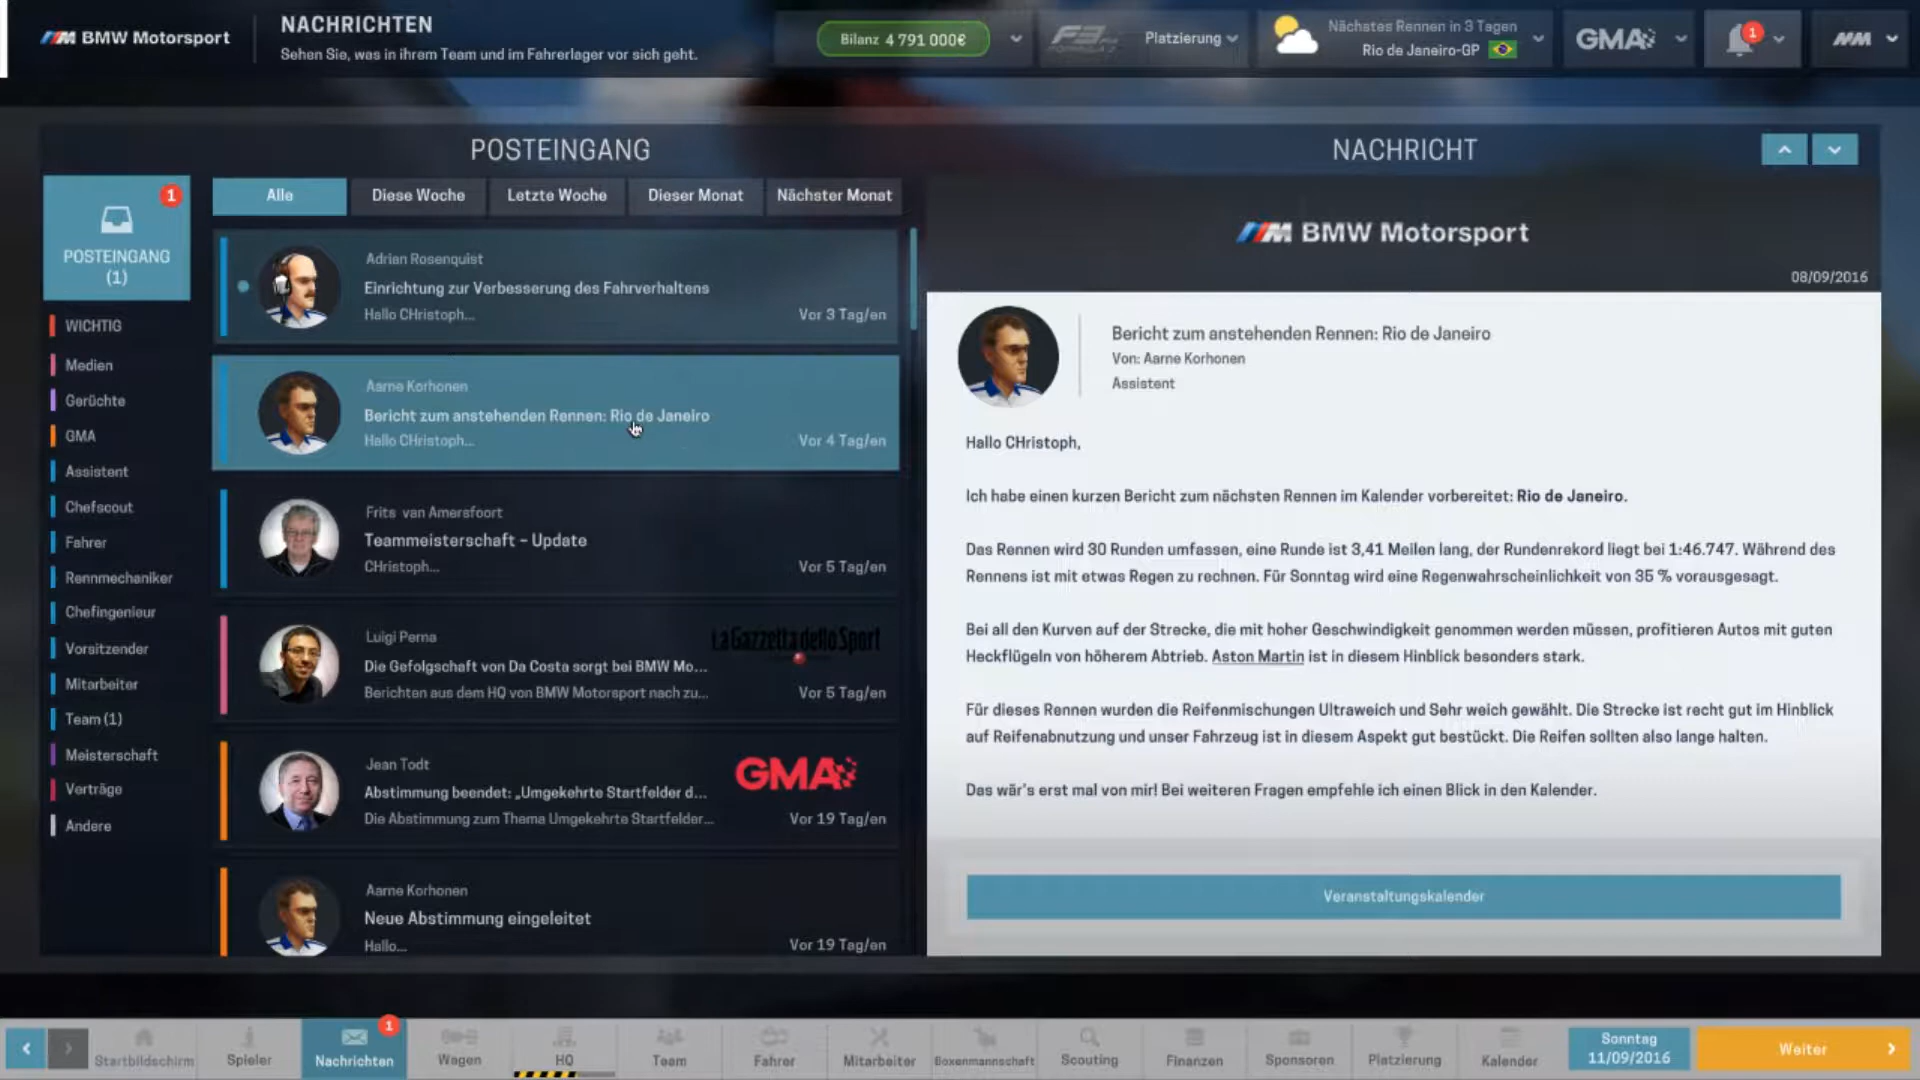 BMW Motorsport
NACHRICHTEN
Sehen Sie, was in ihrem Team und im Fahrerlager vor sich geht.
Bilanz 4 791 000€
Platzierung
Nächstes Rennen in 3 Tagen
Rio de Janeiro-GP
GMA
1
POSTEINGANG
1
POSTEINGANG
(1)
WICHTIG
Medien
Gerüchte
GMA
Assistent
Chefscout
Fahrer
Rennmechaniker
Chefingenieur
Vorsitzender
Mitarbeiter
Team (1)
Meisterschaft
Verträge
Andere
Alle
Diese Woche
Letzte Woche
Dieser Monat
Nächster Monat
Adrian Rosenquist
Einrichtung zur Verbesserung des Fahrverhaltens
Hallo CHristoph...
Vor 3 Tag/en
Aarne Korhonen
Bericht zum anstehenden Rennen: Rio de Janeiro
Hallo CHristoph...
Vor 4 Tag/en
Frits van Amersfoort
Teammeisterschaft - Update
CHristoph...
Vor 5 Tag/en
Luigi Perna
La Gazzetta dello Sport
Die Gefolgschaft von Da Costa sorgt bei BMW Mo...
Berichten aus dem HQ von BMW Motorsport nach zu...
Vor 5 Tag/en
Jean Todt
GMA
Abstimmung beendet: „Umgekehrte Startfelder d...
Die Abstimmung zum Thema Umgekehrte Startfelder...
Vor 19 Tag/en
Aarne Korhonen
Neue Abstimmung eingeleitet
Hallo...
Vor 19 Tag/en
NACHRICHT
BMW Motorsport
08/09/2016
Bericht zum anstehenden Rennen: Rio de Janeiro
Von: Aarne Korhonen
Assistent
Hallo CHristoph,
Ich habe einen kurzen Bericht zum nächsten Rennen im Kalender vorbereitet: Rio de Janeiro.
Das Rennen wird 30 Runden umfassen, eine Runde ist 3,41 Meilen lang, der Rundenrekord liegt bei 1:46.747. Während des
Rennens ist mit etwas Regen zu rechnen. Für Sonntag wird eine Regenwahrscheinlichkeit von 35 % vorausgesagt.
Bei all den Kurven auf der Strecke, die mit hoher Geschwindigkeit genommen werden müssen, profitieren Autos mit guten
Heckflügeln von höherem Abtrieb. Aston Martin ist in diesem Hinblick besonders stark.
Für dieses Rennen wurden die Reifenmischungen Ultraweich und Sehr weich gewählt. Die Strecke ist recht gut im Hinblick
auf Reifenabnutzung und unser Fahrzeug ist in diesem Aspekt gut bestückt. Die Reifen sollten also lange halten.
Das wär's erst mal von mir! Bei weiteren Fragen empfehle ich einen Blick in den Kalender.
Veranstaltungskalender
Startbildschirm
Spieler
1
Nachrichten
Wagen
HQ
Team
Fahrer
Mitarbeiter
Boxenmannschaft
Scouting
Finanzen
Sponsoren
Platzierung
Kalender
Sonntag
11/09/2016
Weiter